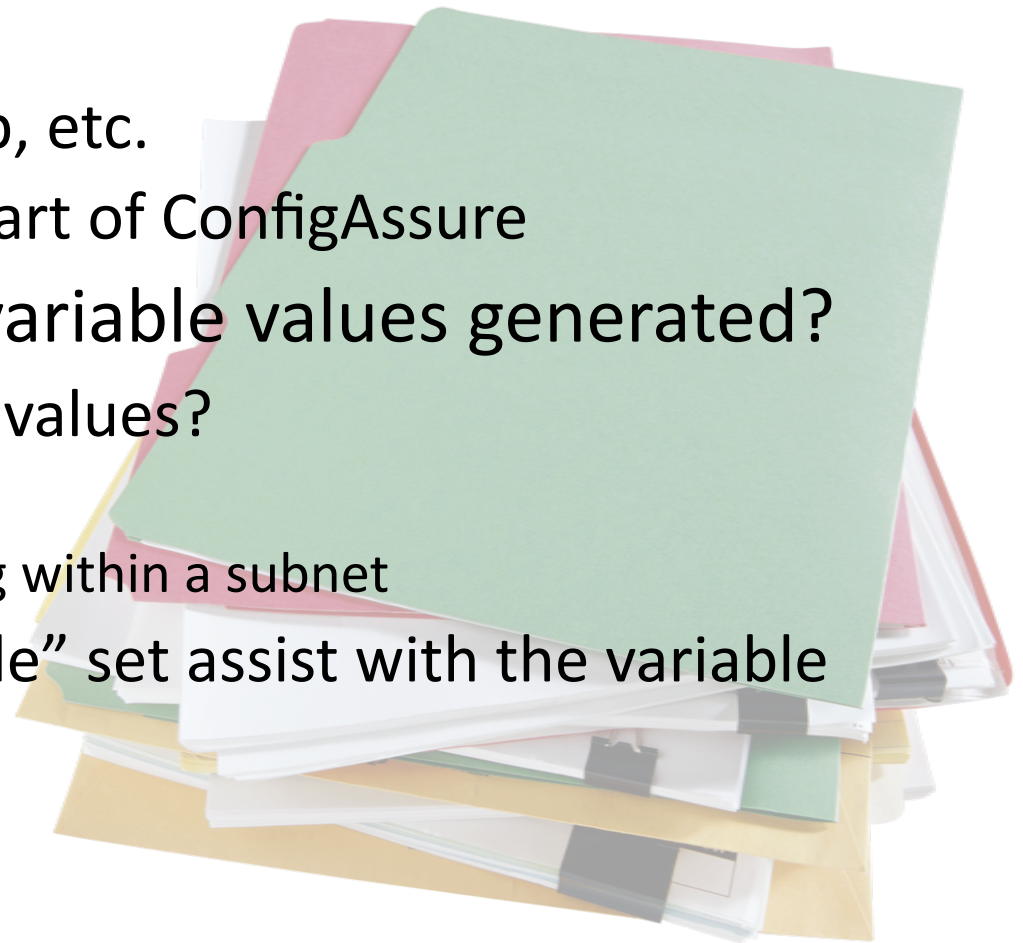 , etc.
art of ConfigAssure
variable values generated?
values?
within a subnet
le” set assist with the variable